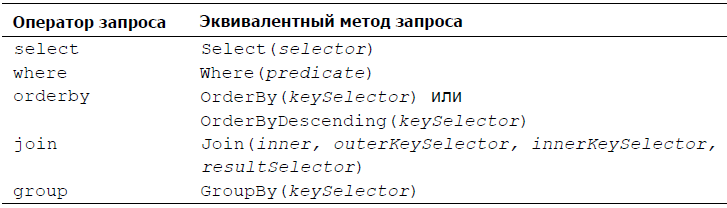 Оператор запроса Эквивалентный метод запроса
select Select(selector)
where Where(predicate)
orderby OrderBy(keySelector) или
OrderByDescending(keySelector)
join Join(inner, outerKeySelector, innerKeySelector,
resultSelector)
group GroupBy(keySelector)